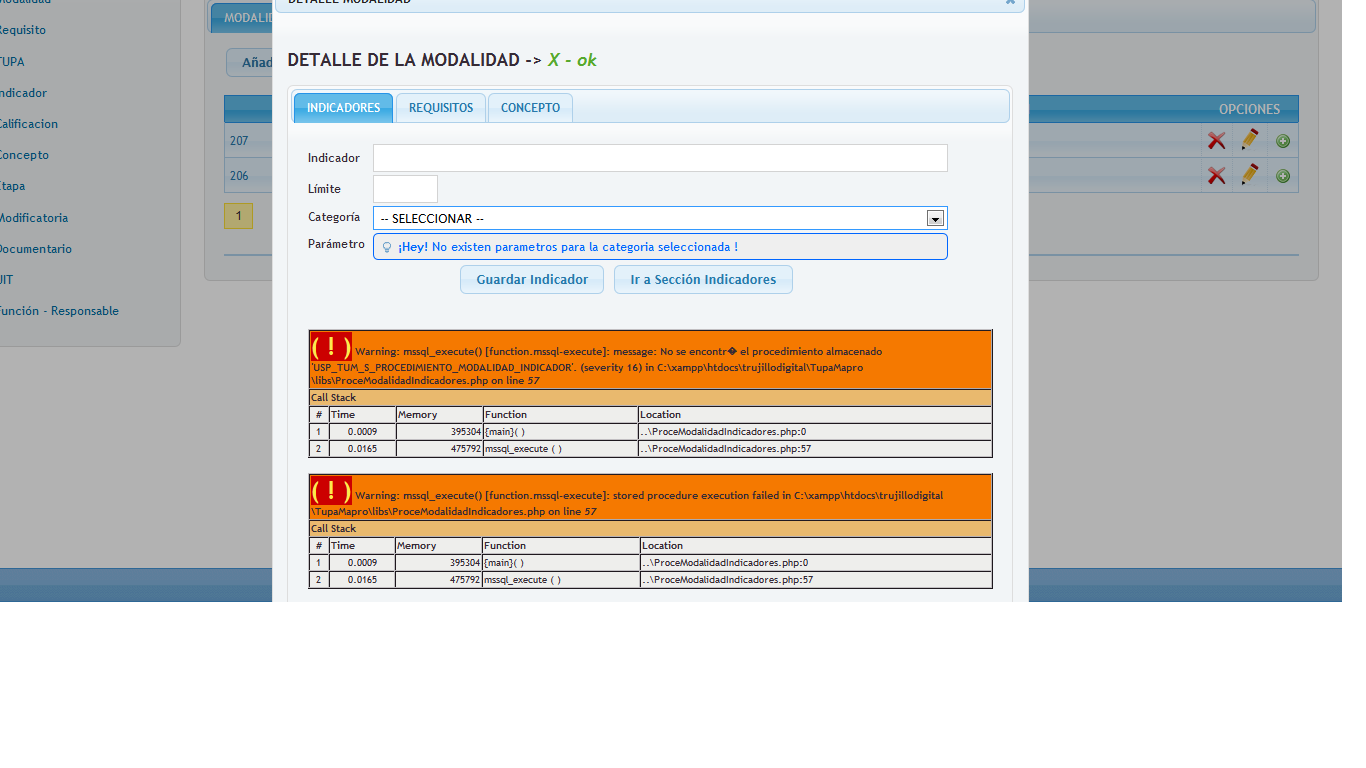 Modalidad
DETALLE MODALIDAD
Requisito
MODALID
TUPA
DETALLE DE LA MODALIDAD -> X - ok
Añad
Indicador
INDICADORES REQUISITOS CONCEPTO
OPCIONES
Calificacion
207
Concepto
Indicador
206
Etapa
Límite
Modificatoria
1
Categoría -- SELECCIONAR --
Documentario
Parámetro ¡Hey! No existen parametros para la categoria seleccionada !
UIT
Guardar Indicador Ir a Sección Indicadores
Función - Responsable
( ! ) Warning: mssql_execute() [function.mssql-execute]: message: No se encontr� el procedimiento almacenado
'USP_TUM_S_PROCEDIMIENTO_MODALIDAD_INDICADOR'. (severity 16) in C:\xampp\htdocs\trujillodigital\TupaMapro
\libs\ProceModalidadIndicadores.php on line 57
Call Stack
# Time Memory Function Location
1 0.0009 395304 {main}( ) ..\ProceModalidadIndicadores.php:0
2 0.0165 475792 mssql_execute ( ) ..\ProceModalidadIndicadores.php:57
( ! ) Warning: mssql_execute() [function.mssql-execute]: stored procedure execution failed in C:\xampp\htdocs\trujillodigital
\TupaMapro\libs\ProceModalidadIndicadores.php on line 57
Call Stack
# Time Memory Function Location
1 0.0009 395304 {main}( ) ..\ProceModalidadIndicadores.php:0
2 0.0165 475792 mssql_execute ( ) ..\ProceModalidadIndicadores.php:57